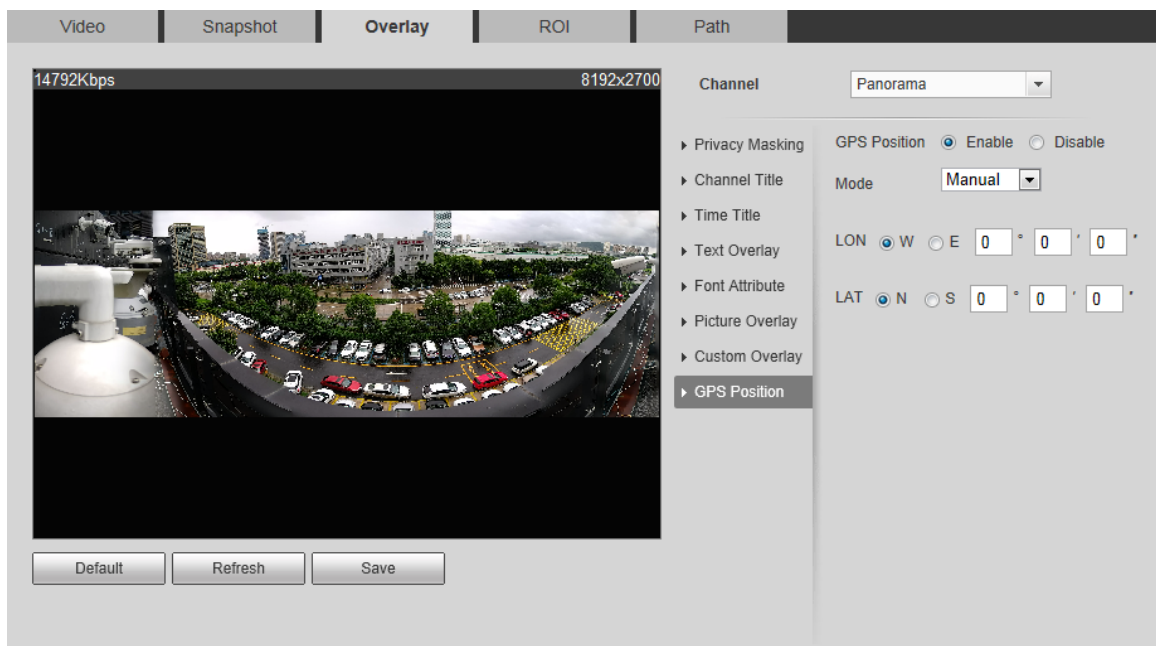 Video Snapshot Overlay ROI Path
14792Kbps 8192x2700
Channel Panorama
Privacy Masking
Channel Title
Time Title
Text Overlay
Font Attribute
Picture Overlay
Custom Overlay
GPS Position
GPS Position Enable Disable
Mode Manual
LON W E 0 ° 0 ' 0 "
LAT N S 0 ° 0 ' 0 "
Default Refresh Save